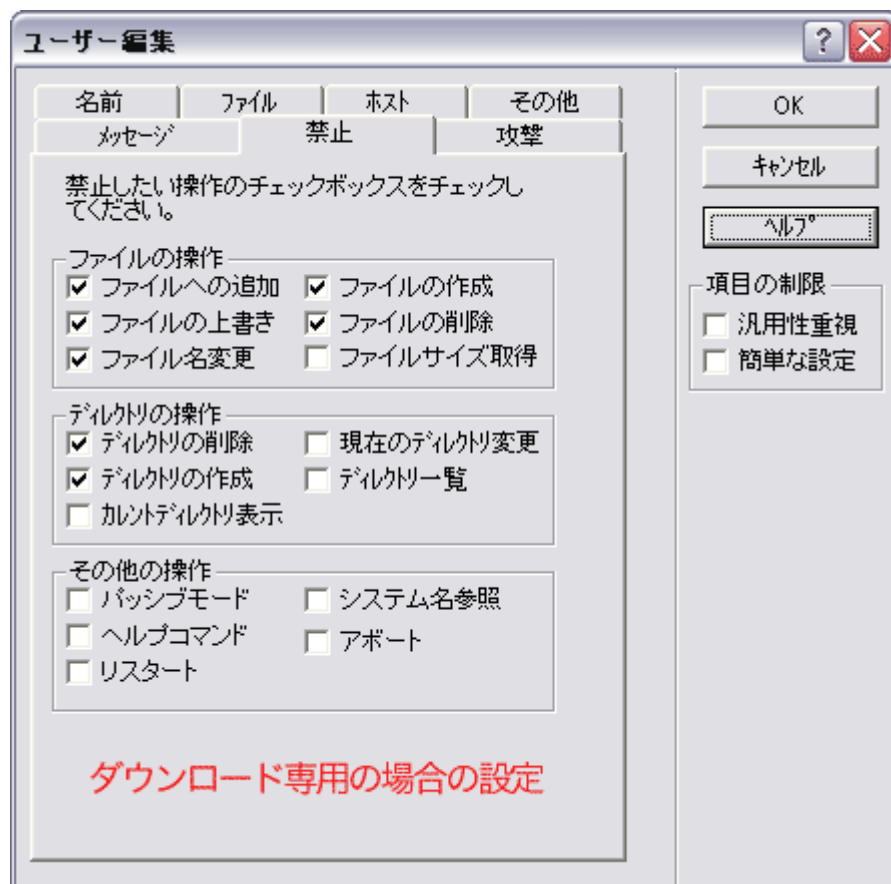 ユーザー編集
名前 ファイル ホスト その他
メッセージ 禁止 攻撃
禁止したい操作のチェックボックスをチェックし
てください。
ファイルの操作
ファイルへの追加 ファイルの作成
ファイルの上書き ファイルの削除
ファイル名変更 ファイルサイズ取得
ディレクトリの操作
ディレクトリの削除 現在のディレクトリ変更
ディレクトリの作成 ディレクトリ一覧
カレントディレクトリ表示
その他の操作
パッシブモード システム名参照
ヘルプコマンド アボート
リスタート
ダウンロード専用の場合の設定
OK
キャンセル
ヘルプ
項目の制限
汎用性重視
簡単な設定